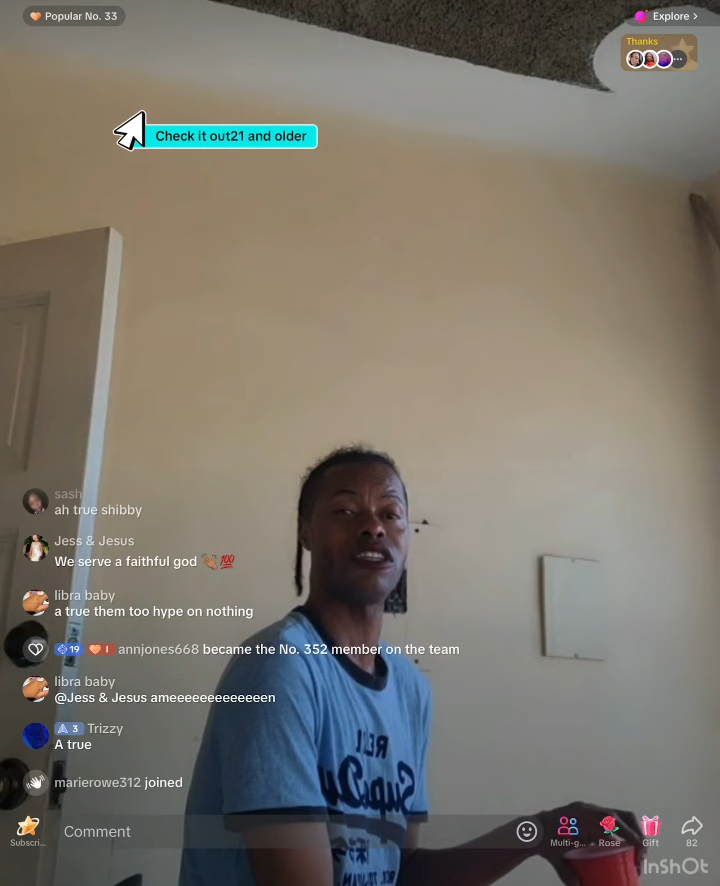 Popular No. 33
Explore >
Thanks
Check it out21 and older
sash
ah true shibby
Jess & Jesus
We serve a faithful god 👏🏽💯
libra baby
a true them too hype on nothing
19 I annjones668 became the No. 352 member on the team
libra baby
@Jess & Jesus ameeeeeeeeeeeeen
3 Trizzy
A true
marierowe312 joined
SupeDry
Subscri...
Comment
Multi-g...
Rose
Gift
82
InShOt